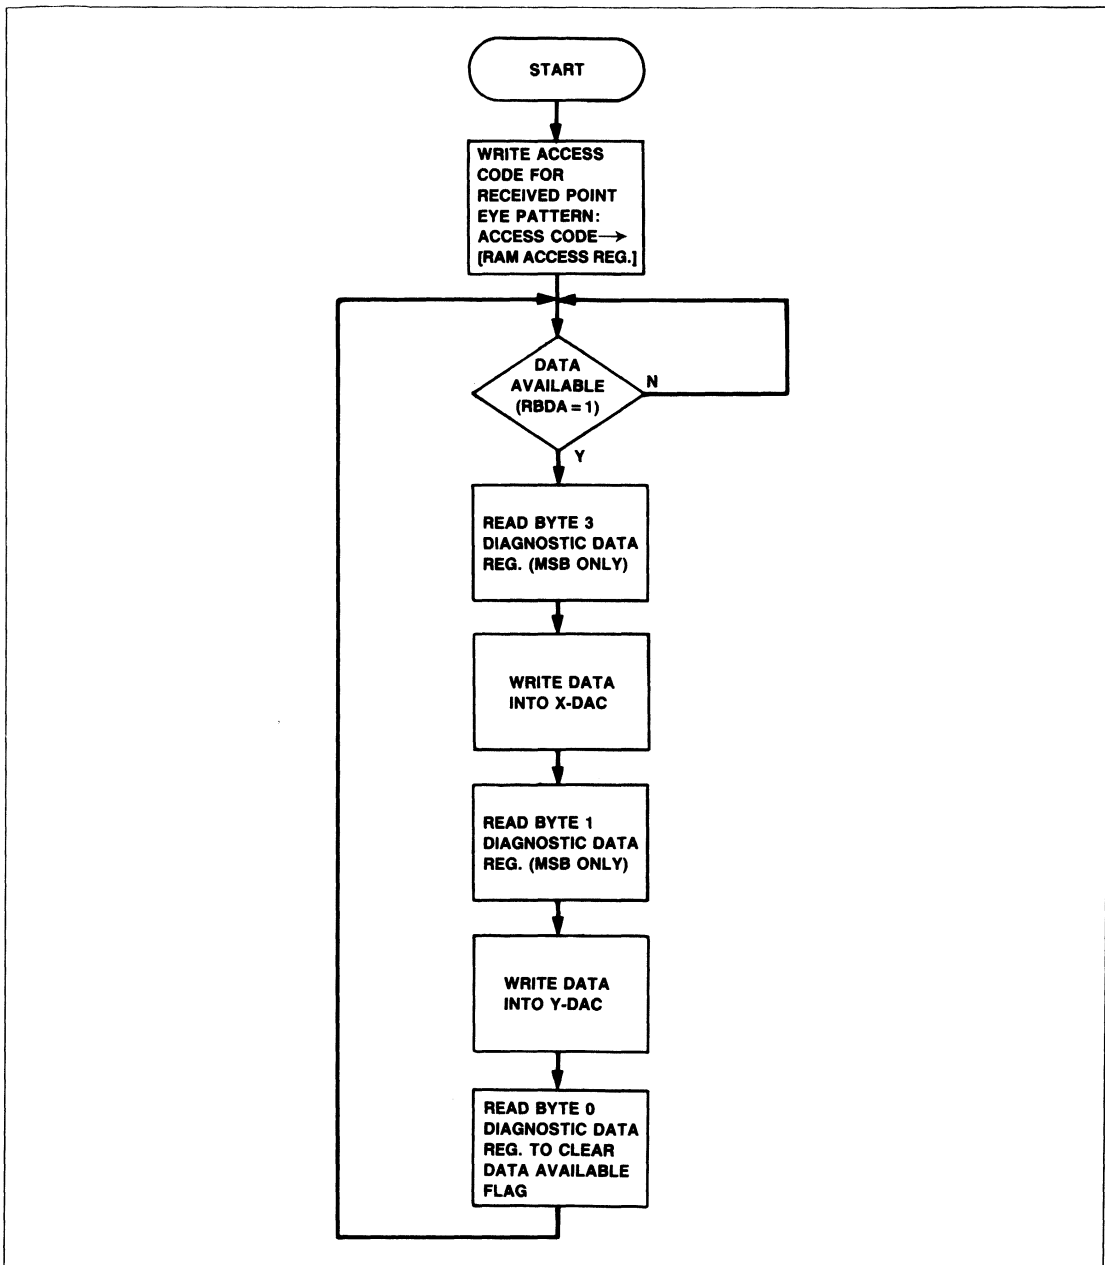 START
WRITE ACCESS
CODE FOR
RECEIVED POINT
EYE PATTERN:
ACCESS CODE→
[RAM ACCESS REG.]
DATA
AVAILABLE
(RBDA = 1)
N
Y
READ BYTE 3
DIAGNOSTIC DATA
REG. (MSB ONLY)
WRITE DATA
INTO X-DAC
READ BYTE 1
DIAGNOSTIC DATA
REG. (MSB ONLY)
WRITE DATA
INTO Y-DAC
READ BYTE 0
DIAGNOSTIC DATA
REG. TO CLEAR
DATA AVAILABLE
FLAG